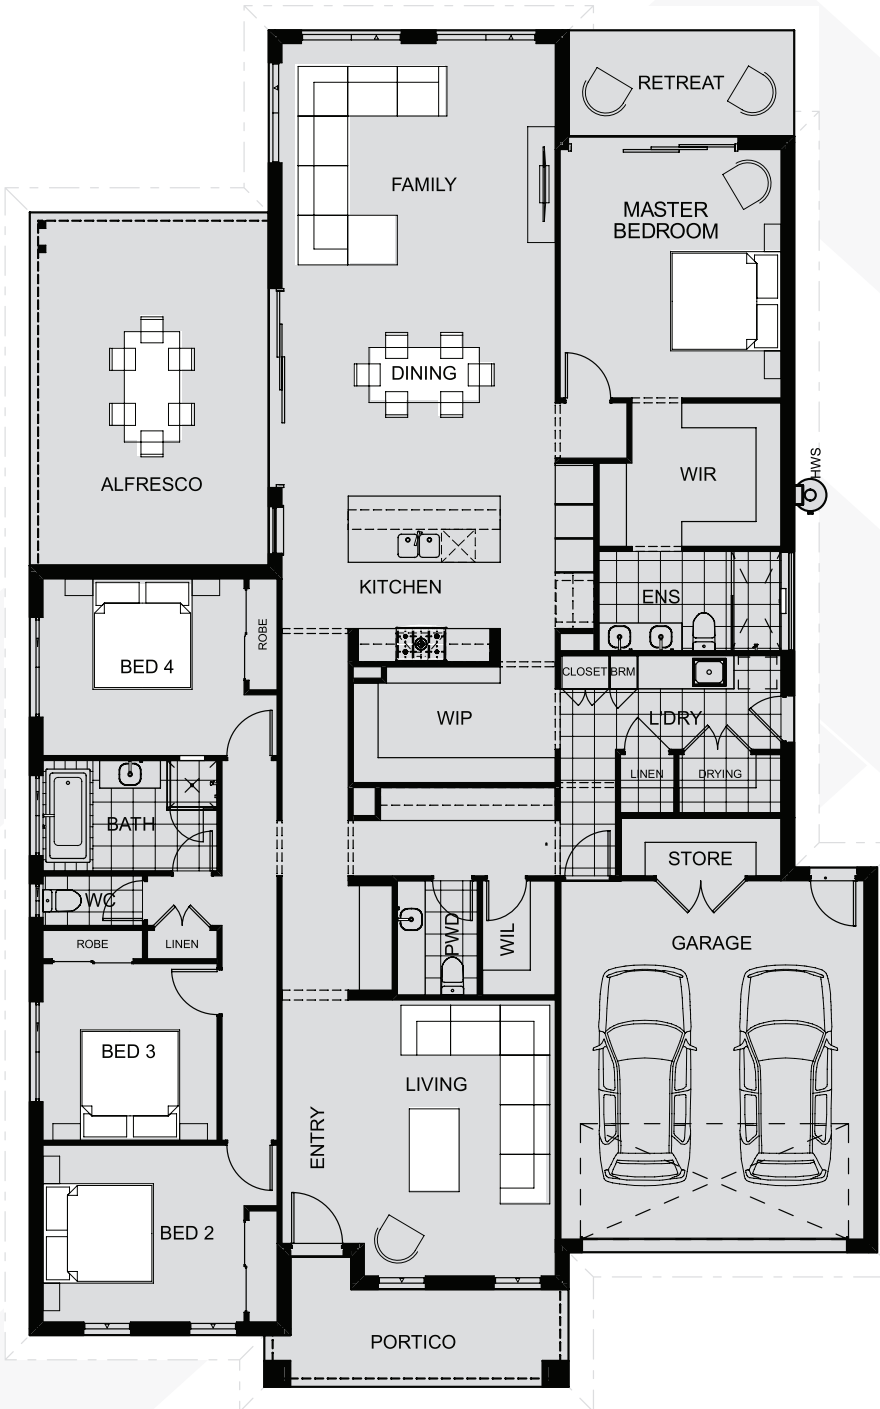 RETREAT
FAMILY
MASTER
BEDROOM
DINING
ALFRESCO
WIR
HWS
KITCHEN
ENS
ROBE
BED 4
CLOSET
BRM
WIP
L'DRY
LINEN
DRYING
BATH
STORE
WC
PWD
WIL
ROBE
LINEN
GARAGE
BED 3
LIVING
ENTRY
BED 2
PORTICO